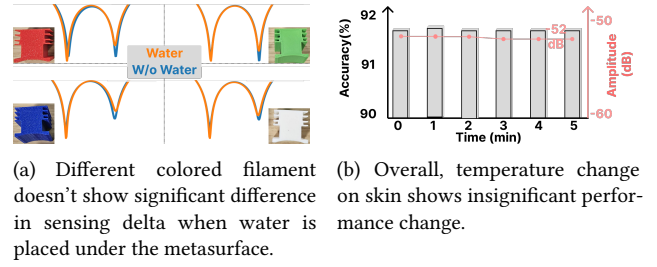 Water
W/o Water
92
91
90
Accuracy(%)
0 1 2 3 4 5
Time (min)
-52
dB
-50
-60
Amplitude
(dB)
(a) Different colored filament
doesn't show significant difference
in sensing delta when water is
placed under the metasurface.
(b) Overall, temperature change
on skin shows insignificant perfor-
mance change.